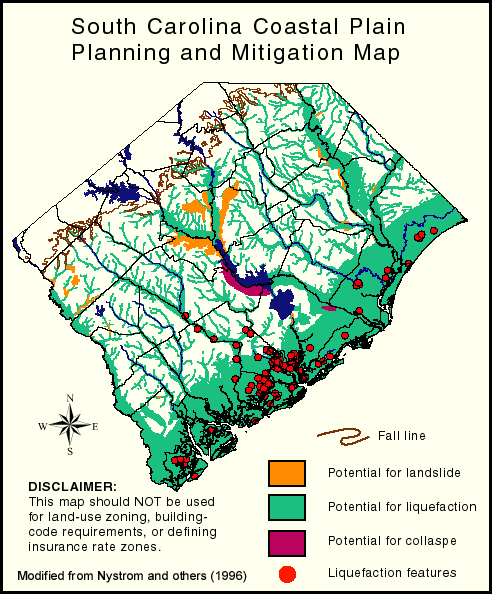 South Carolina Coastal Plain
Planning and Mitigation Map
N
W E
S
Fall line
Potential for landslide
Potential for liquefaction
Potential for collaspe
Liquefaction features
DISCLAIMER:
This map should NOT be used
for land-use zoning, building-
code requirements, or defining
insurance rate zones.
Modified from Nystrom and others (1996)